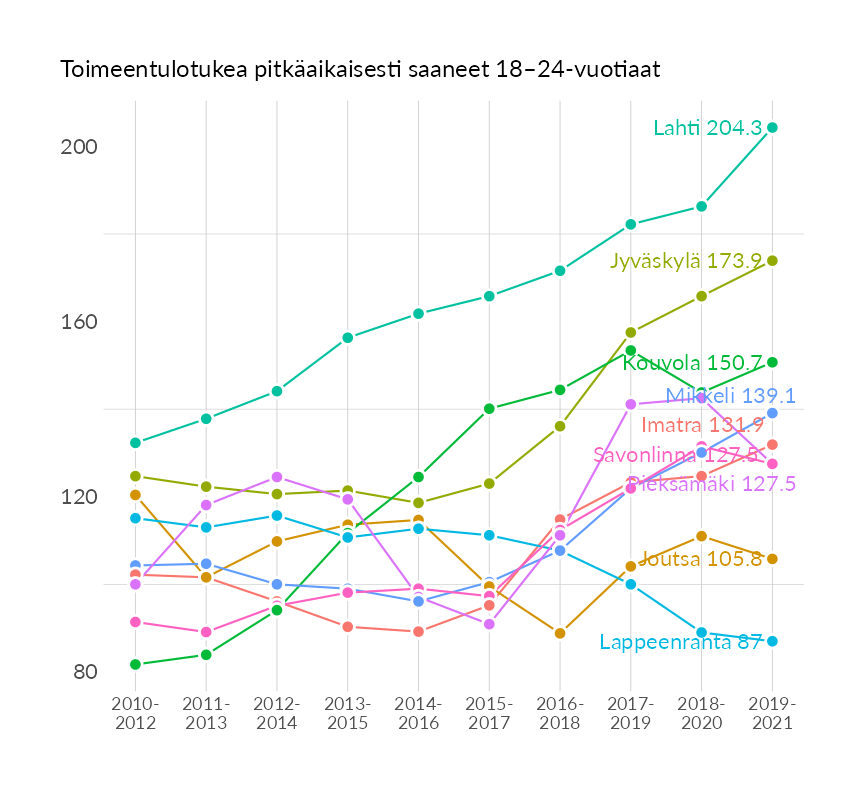 Toimeentulotukea pitkäaikaisesti saaneet 18–24-vuotiaat
200
160
120
80
Lahti 204.3
Jyväskylä 173.9
Kouvola 150.7
Mikkeli 139.1
Imatra 131.9
Savonlinna 127.5
Pieksämäki 127.5
Joutsa 105.8
Lappeenranta 87
2010- 2011- 2012- 2013- 2014- 2015- 2016- 2017- 2018- 2019-
2012 2013 2014 2015 2016 2017 2018 2019 2020 2021